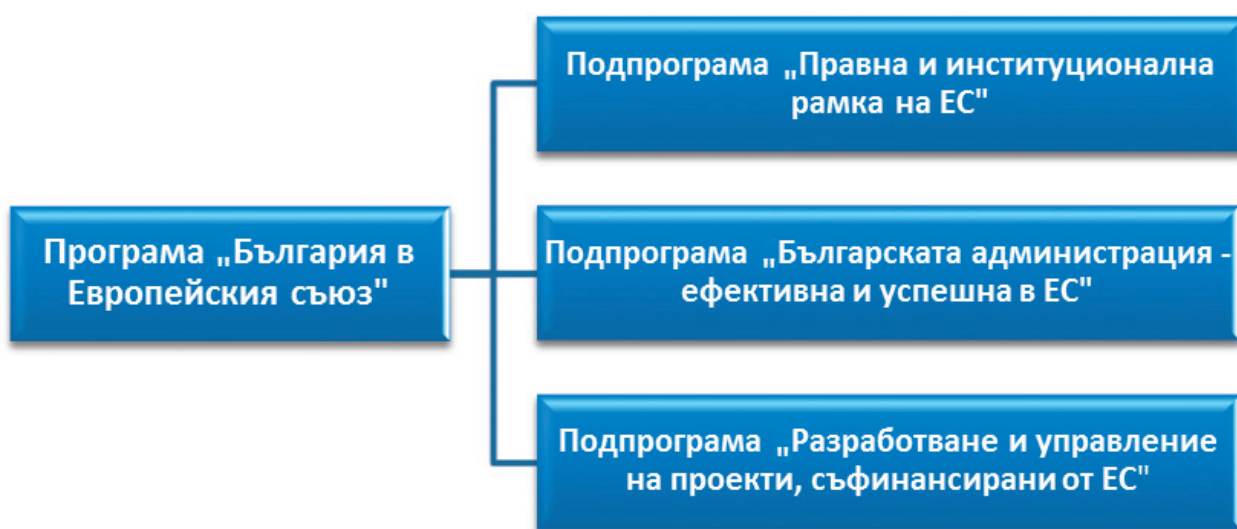 Програма „България в
Европейския съюз"
Подпрограма „Правна и институционална
рамка на ЕС"
Подпрограма „Българската администрация -
ефективна и успешна в ЕС"
Подпрограма „Разработване и управление
на проекти, съфинансирани от ЕС"